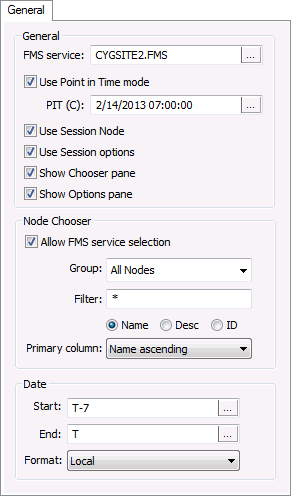 General
General
FMS service: CYGSITE2.FMS ...
Use Point in Time mode
PIT (C): 2/14/2013 07:00:00 ...
Use Session Node
Use Session options
Show Chooser pane
Show Options pane
Node Chooser
Allow FMS service selection
Group: All Nodes
Filter: *
Name Desc ID
Primary column: Name ascending
Date
Start: T-7 ...
End: T ...
Format: Local